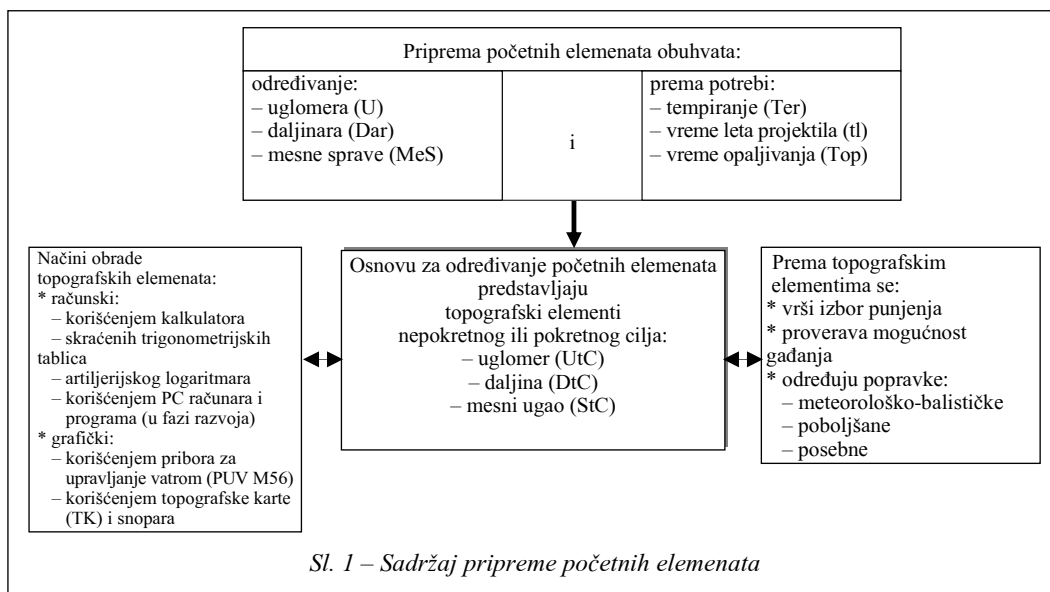 Priprema početnih elemenata obuhvata:
određivanje:
– uglomera (U)
– daljinara (Dar)
– mesne sprave (MeS)
i
prema potrebi:
– tempiranje (Ter)
– vreme leta projektila (tl)
– vreme opaljivanja (Top)
Načini obrade
topografskih elemenata:
* računski:
– korišćenjem kalkulatora
– skraćenih trigonometrijskih
tablica
– artiljerijskog logaritmara
– korišćenjem PC računara i
programa (u fazi razvoja)
* grafički:
– korišćenjem pribora za
upravljanje vatrom (PUV M56)
– korišćenjem topografske karte
(TK) i snopara
Osnovu za određivanje početnih elemenata
predstavljaju
topografski elementi
nepokretnog ili pokretnog cilja:
– uglomer (UtC)
– daljina (DtC)
– mesni ugao (StC)
Prema topografskim
elementima se:
* vrši izbor punjenja
* proverava mogućnost
gađanja
* određuju popravke:
– meteorološko-balističke
– poboljšane
– posebne
Sl. 1 – Sadržaj pripreme početnih elemenata